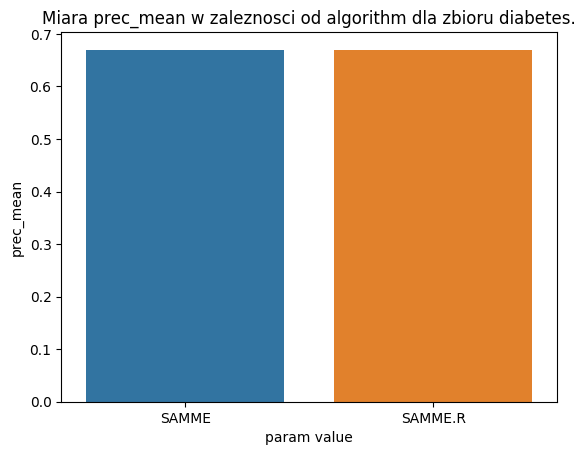 Miara prec_mean w zaleznosci od algorithm dla zbioru diabetes.
0.7
0.6
0.5
0.4
0.3
0.2
0.1
0.0
prec_mean
SAMME
SAMME.R
param value